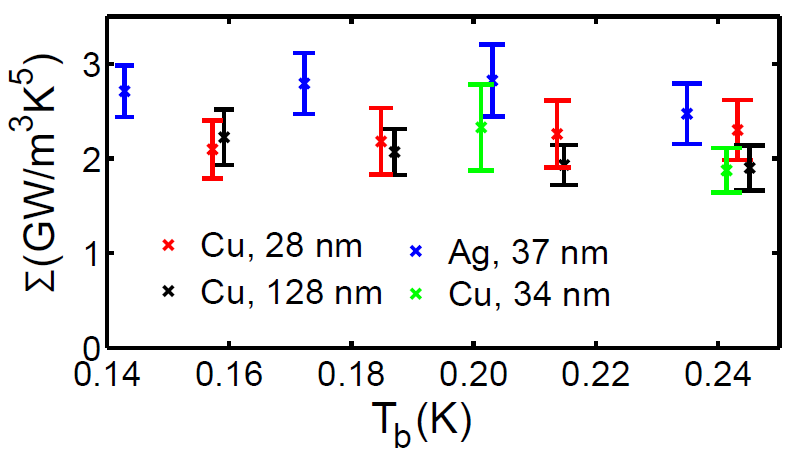 Σ(GW/m³K⁵)
3
2
1
0
Cu, 28 nm
Ag, 37 nm
Cu, 128 nm
Cu, 34 nm
0.14 0.16 0.18 0.20 0.22 0.24
T_b(K)